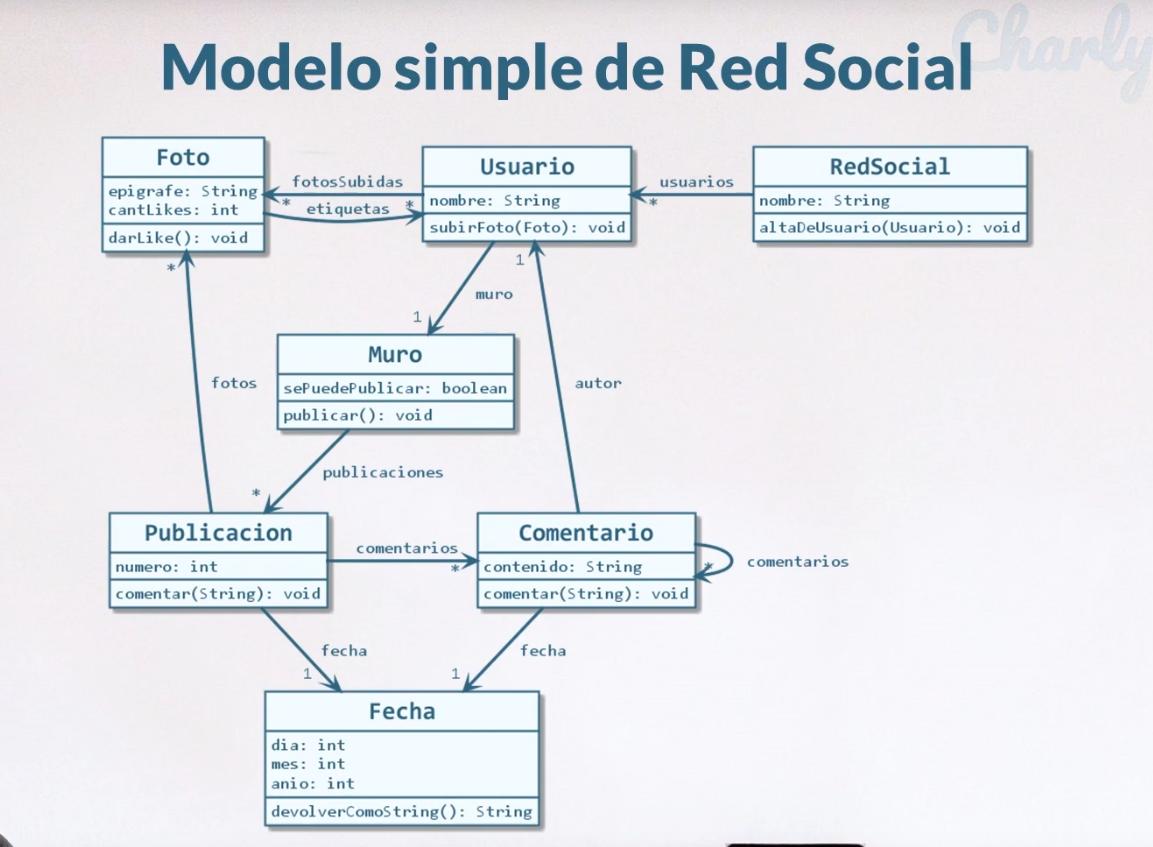 Charly
Modelo simple de Red Social
Foto
epigrafe: String
cantLikes: int
darLike(): void
fotosSubidas
*
etiquetas
*
Usuario
nombre: String
subirFoto(Foto): void
usuarios
*
RedSocial
nombre: String
altaDeUsuario(Usuario): void
*
1
muro
1
Muro
sePuedePublicar: boolean
publicar(): void
fotos
autor
publicaciones
*
Publicacion
numero: int
comentar(String): void
comentarios
*
Comentario
contenido: String
comentar(String): void
*
comentarios
fecha
1
fecha
1
Fecha
dia: int
mes: int
anio: int
devolverComoString(): String